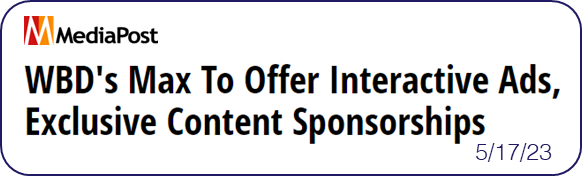 MediaPost
WBD's Max To Offer Interactive Ads,
Exclusive Content Sponsorships
5/17/23